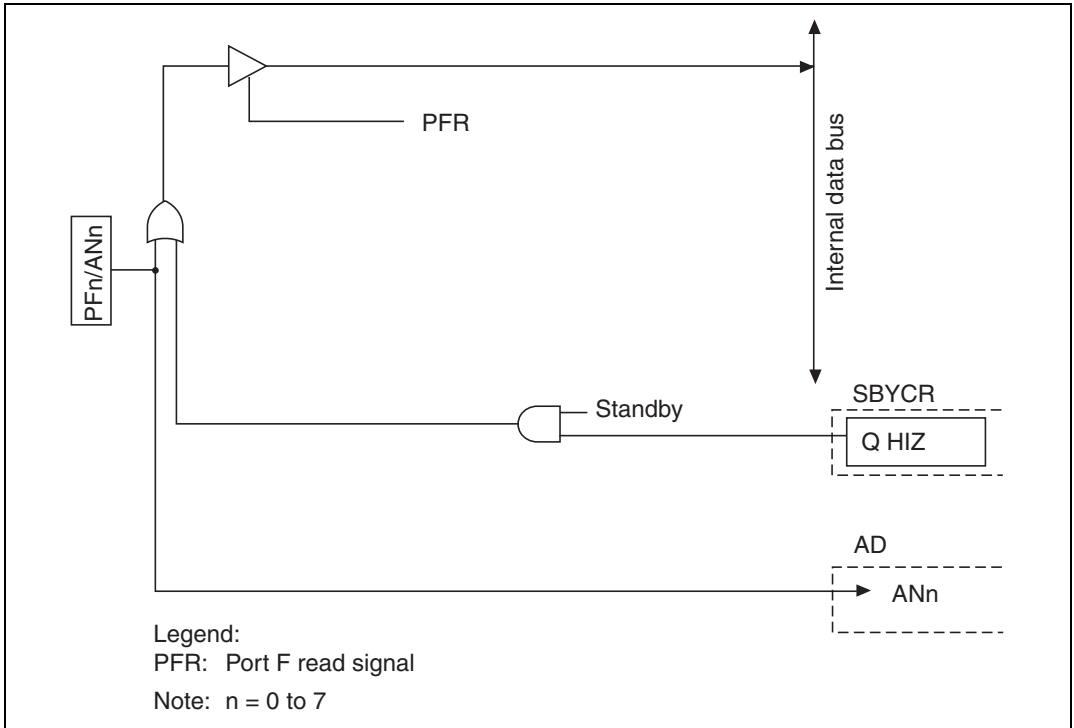 PFR
Internal data bus
PFn/ANn
Standby
SBYCR
Q HIZ
AD
ANn
Legend:
PFR: Port F read signal
Note: n = 0 to 7